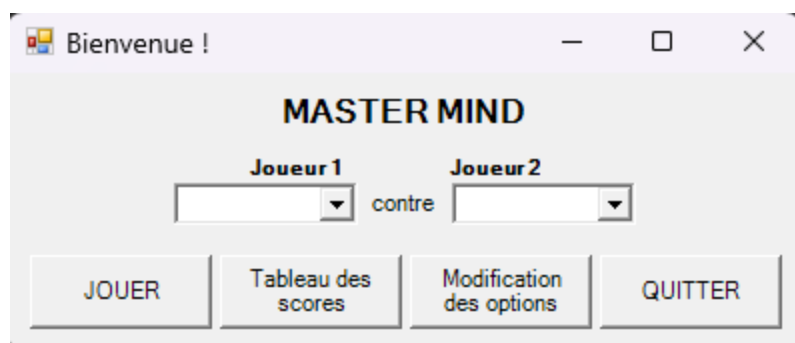 Bienvenue !
MASTER MIND
Joueur 1 Joueur 2
contre
JOUER
Tableau des
scores
Modification
des options
QUITTER